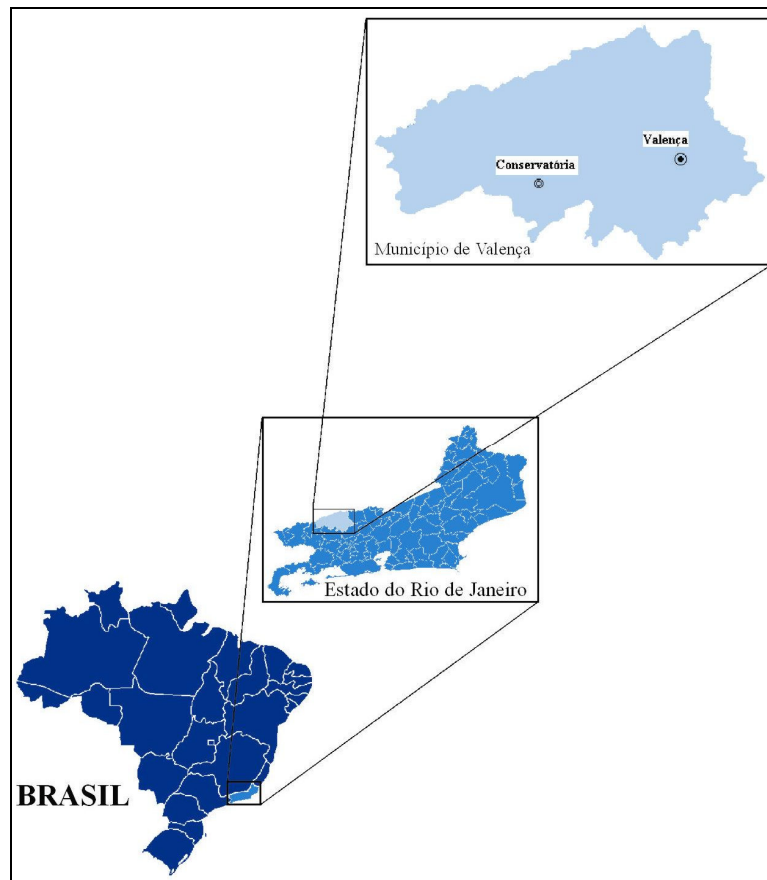 Valença
Conservatória
Município de Valença
Estado do Rio de Janeiro
BRASIL